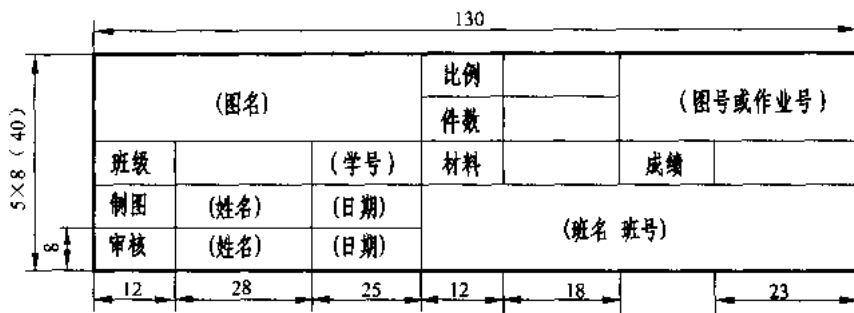 130
比例
(图名)
(图号或作业号)
件数
5×8(40)
班级 (学号) 材料 成绩
制图 (姓名) (日期)
(班名 班号)
8
审核 (姓名) (日期)
12 28 25 12 18 23